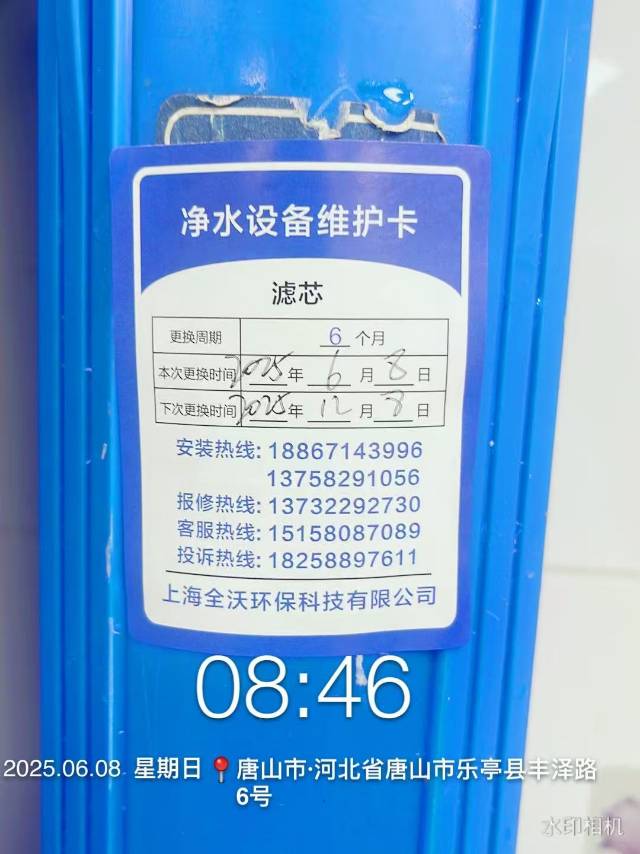 净水设备维护卡
滤芯
更换周期 6 个月
本次更换时间 2025 年 6 月 8 日
下次更换时间 2025 年 12 月 8 日
安装热线: 18867143996
13758291056
报修热线: 13732292730
客服热线: 15158087089
投诉热线: 18258897611
上海全沃环保科技有限公司
08:46
2025.06.08 星期日 唐山市·河北省唐山市乐亭县丰泽路
6号
水印相机